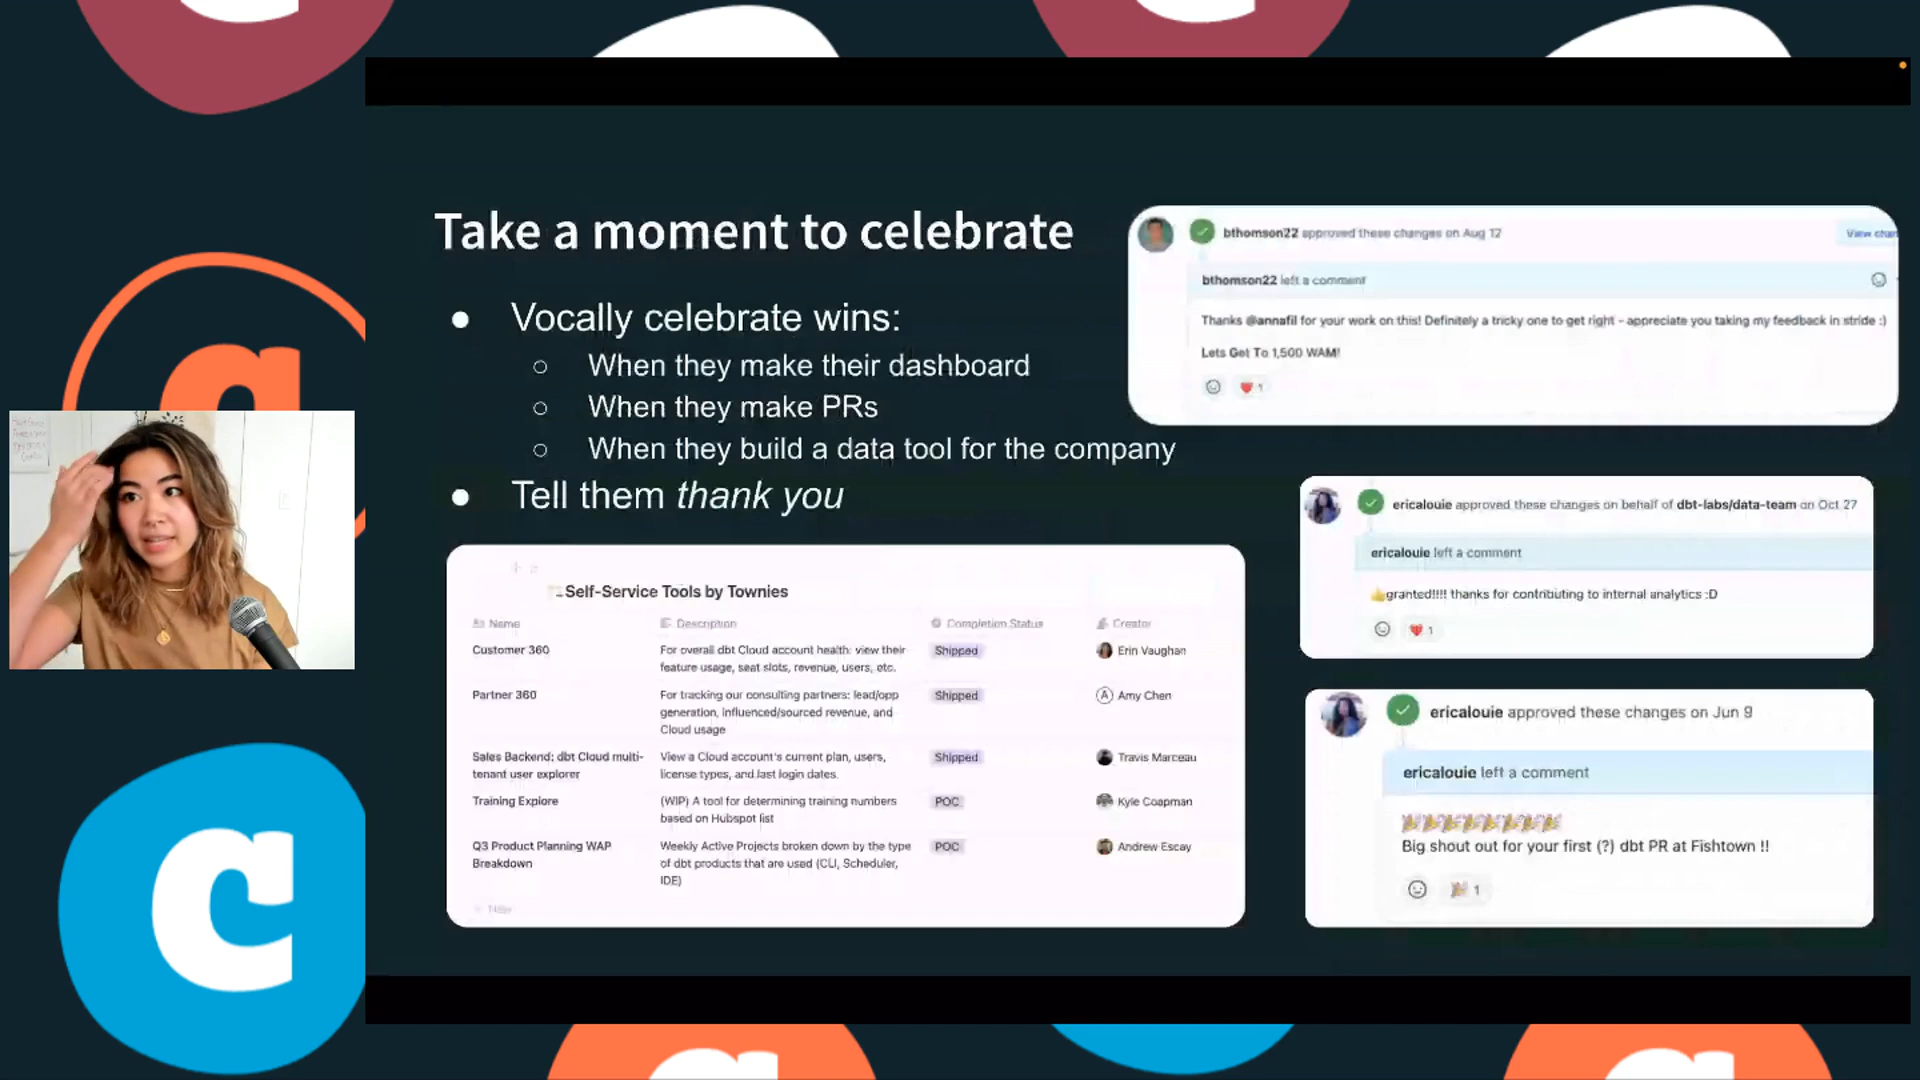 Take a moment to celebrate
Vocally celebrate wins:
When they make their dashboard
When they make PRs
When they build a data tool for the company
Tell them thank you
bthomson22 approved these changes on Aug 12
bthomson22 left a comment
Thanks @annafil for your work on this! Definitely a tricky one to get right - appreciate you taking my feedback in stride :)
Lets Get To 1,500 WAM!
1
ericalouie approved these changes on behalf of dbt-labs/data-team on Oct 27
ericalouie left a comment
👍granted!!!! thanks for contributing to internal analytics :D
1
ericalouie approved these changes on Jun 9
ericalouie left a comment
🎉🎉🎉🎉🎉🎉🎉🎉
Big shout out for your first (?) dbt PR at Fishtown !!
1
Self-Service Tools by Townies
Name Description Completion Status Creator
Customer 360 For overall dbt Cloud account health: view their Shipped Erin Vaughan
feature usage, seat slots, revenue, users, etc.
Partner 360 For tracking our consulting partners: lead/opp Shipped Amy Chen
generation, influenced/sourced revenue, and
Cloud usage
Sales Backend: dbt Cloud multi- View a Cloud account's current plan, users, Shipped Travis Marceau
tenant user explorer license types, and last login dates.
Training Explore (WIP) A tool for determining training numbers POC Kyle Coapman
based on Hubspot list
Q3 Product Planning WAP Weekly Active Projects broken down by the type POC Andrew Escay
Breakdown of dbt products that are used (CLI, Scheduler,
IDE)